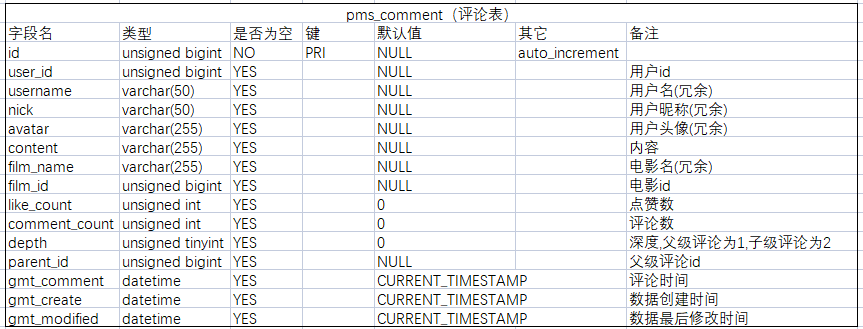 pms_comment（评论表）
字段名 类型 是否为空 键 默认值 其它 备注
id unsigned bigint NO PRI NULL auto_increment
user_id unsigned bigint YES NULL 用户id
username varchar(50) YES NULL 用户名(冗余)
nick varchar(50) YES NULL 用户昵称(冗余)
avatar varchar(255) YES NULL 用户头像(冗余)
content varchar(255) YES NULL 内容
film_name varchar(255) YES NULL 电影名(冗余)
film_id unsigned bigint YES NULL 电影id
like_count unsigned int YES 0 点赞数
comment_count unsigned int YES 0 评论数
depth unsigned tinyint YES 0 深度,父级评论为1,子级评论为2
parent_id unsigned bigint YES NULL 父级评论id
gmt_comment datetime YES CURRENT_TIMESTAMP 评论时间
gmt_create datetime YES CURRENT_TIMESTAMP 数据创建时间
gmt_modified datetime YES CURRENT_TIMESTAMP 数据最后修改时间